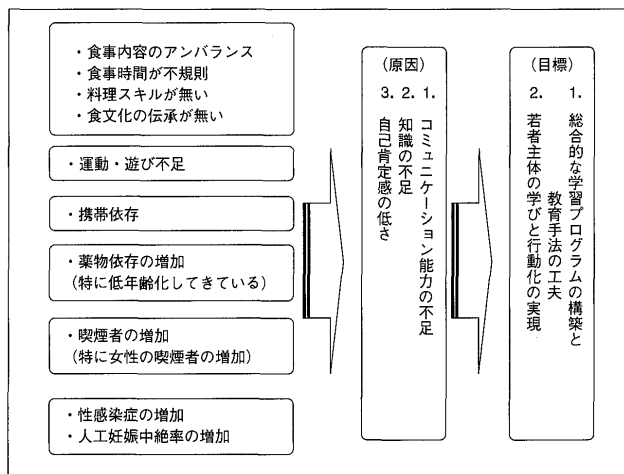 ・食事内容のアンバランス
・食事時間が不規則
・料理スキルが無い
・食文化の伝承が無い
・運動・遊び不足
・携帯依存
・薬物依存の増加
(特に低年齢化してきている)
・喫煙者の増加
(特に女性の喫煙者の増加)
・性感染症の増加
・人工妊娠中絶率の増加
(原因)
1. コミュニケーション能力の不足
2. 知識の不足
3. 自己肯定感の低さ
(目標)
1. 総合的な学習プログラムの構築と
教育手法の工夫
2. 若者主体の学びと行動化の実現